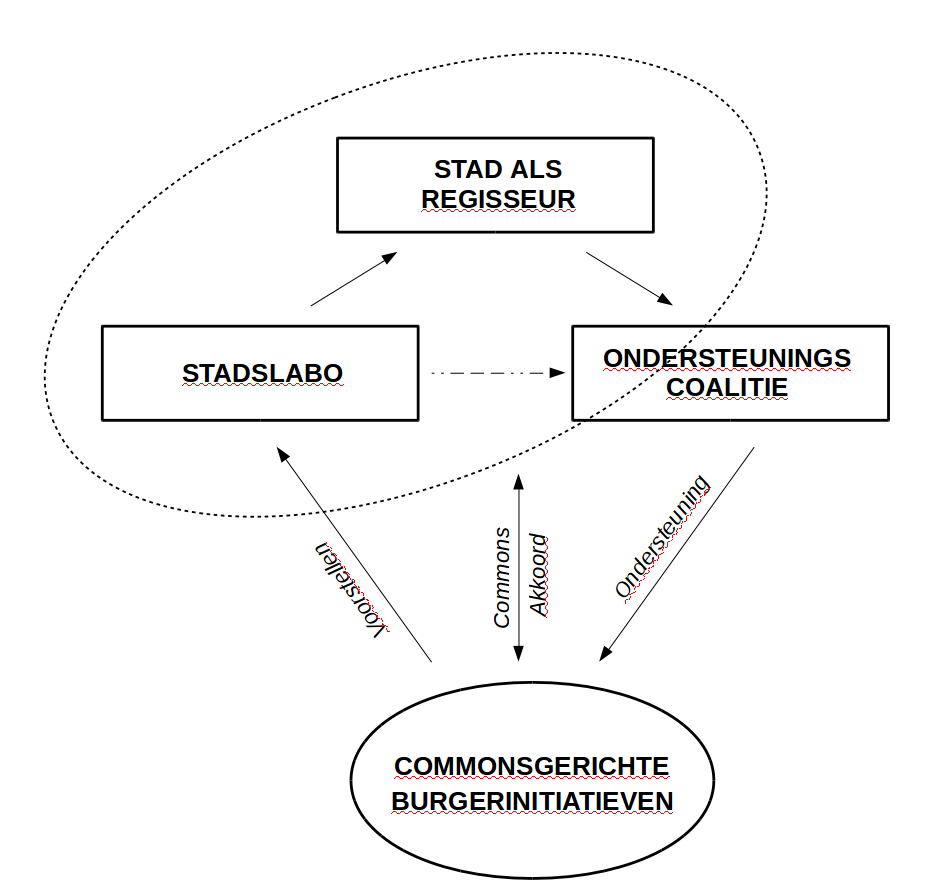 STAD ALS
REGISSEUR
STADSLABO
ONDERSTEUNINGS
COALITIE
Voorstellen
Commons
Akkoord
Ondersteuning
COMMONSGERICHTE
BURGERINITIATIEVEN